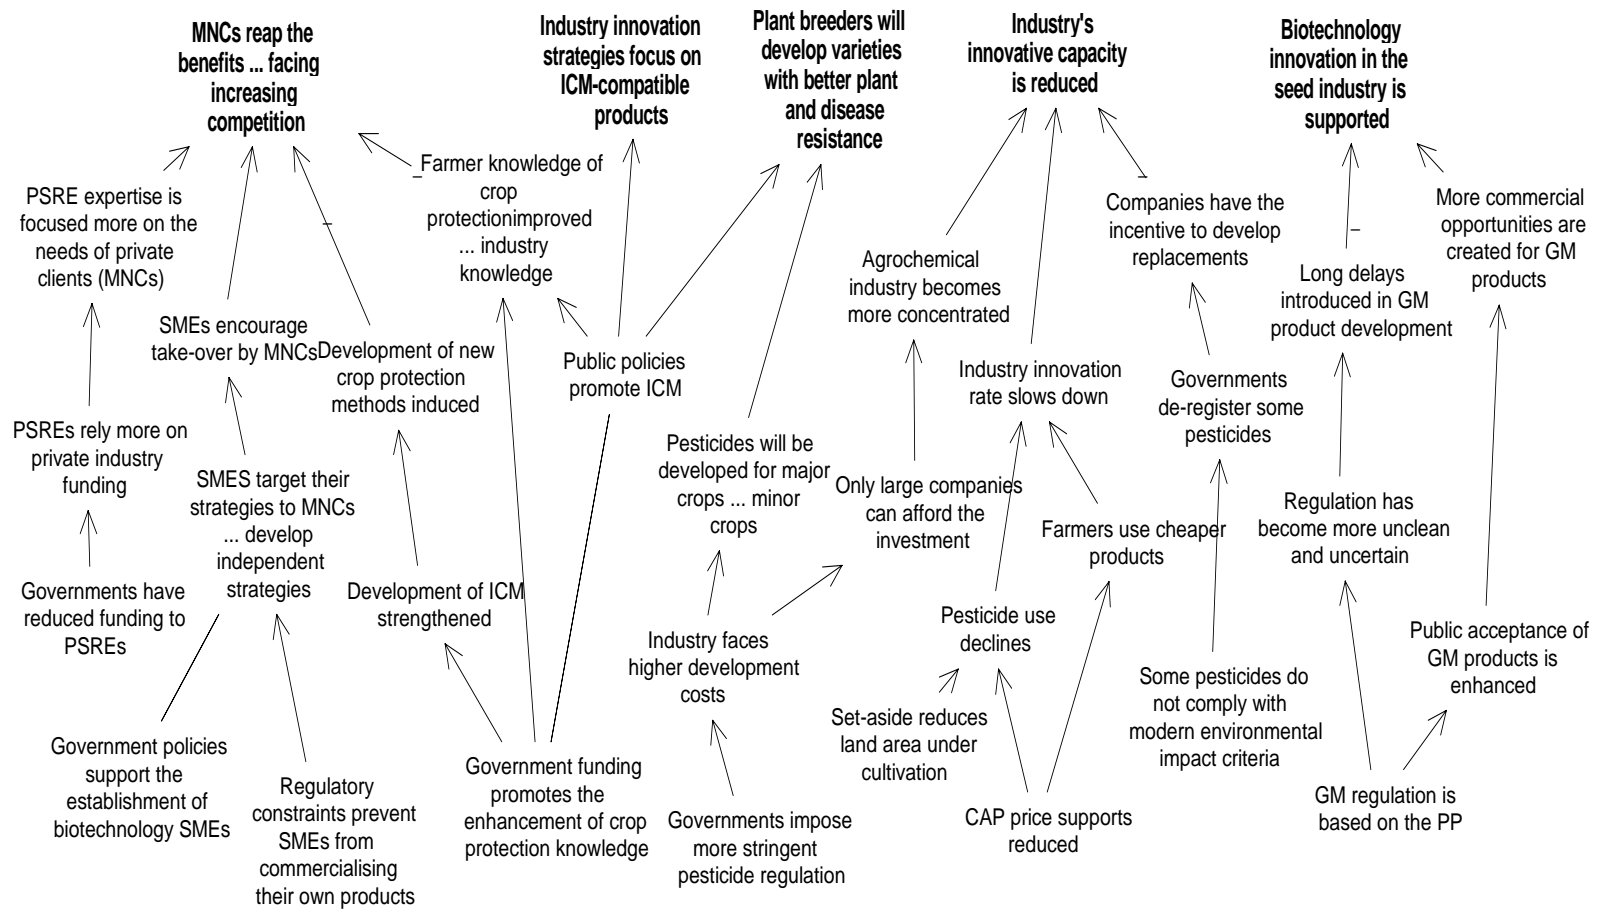 MNCs reap the
benefits ... facing
increasing
competition
Industry innovation
strategies focus on
ICM-compatible
products
Plant breeders will
develop varieties
with better plant
and disease
resistance
Industry's
innovative capacity
is reduced
Biotechnology
innovation in the
seed industry is
supported
PSRE expertise is
focused more on the
needs of private
clients (MNCs)
Farmer knowledge of
crop
protectionimproved
... industry
knowledge
Companies have the
incentive to develop
replacements
More commercial
opportunities are
created for GM
products
Agrochemical
industry becomes
more concentrated
Long delays
introduced in GM
product development
SMEs encourage
take-over by MNCs
Development of new
crop protection
methods induced
Public policies
promote ICM
Industry innovation
rate slows down
Governments
de-register some
pesticides
PSREs rely more on
private industry
funding
SMES target their
strategies to MNCs
... develop
independent
strategies
Pesticides will be
developed for major
crops ... minor
crops
Only large companies
can afford the
investment
Farmers use cheaper
products
Regulation has
become more unclean
and uncertain
Governments have
reduced funding to
PSREs
Development of ICM
strengthened
Industry faces
higher development
costs
Pesticide use
declines
Public acceptance of
GM products is
enhanced
Some pesticides do
not comply with
modern environmental
impact criteria
Set-aside reduces
land area under
cultivation
Government policies
support the
establishment of
biotechnology SMEs
Regulatory
constraints prevent
SMEs from
commercialising
their own products
Government funding
promotes the
enhancement of crop
protection knowledge
Governments impose
more stringent
pesticide regulation
CAP price supports
reduced
GM regulation is
based on the PP